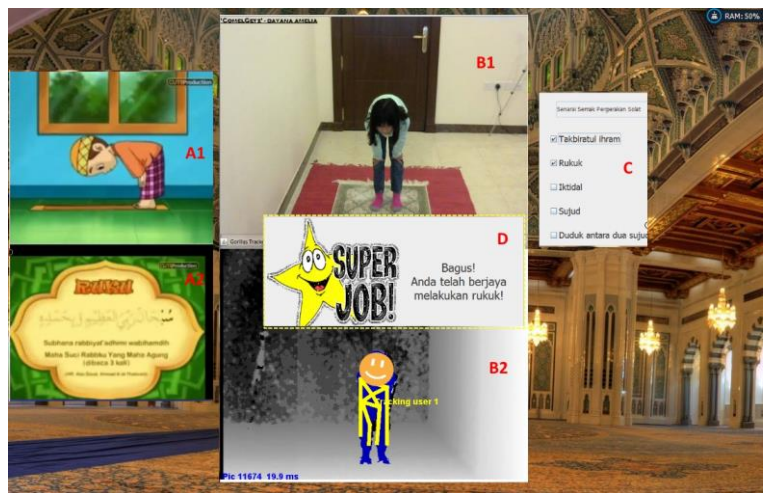 'ComelGeye' - dayana amelia
RAM: 50%
B1
A1
Senarai Semak Pergerakan Solat
Takbiratul ihram
Rukuk
C
Iktidal
Sujud
Duduk antara dua suju
D
SUPER
JOB!
Bagus!
Anda telah berjaya
melakukan rukuk!
A2
RUKUK
Subhana rabbiyal'adhimi wabihamdih
Maha Suci Rabbku Yang Maha Agung
(dibaca 3 kali)
B2
Tracking user 1
Pic 11674 19.9 ms